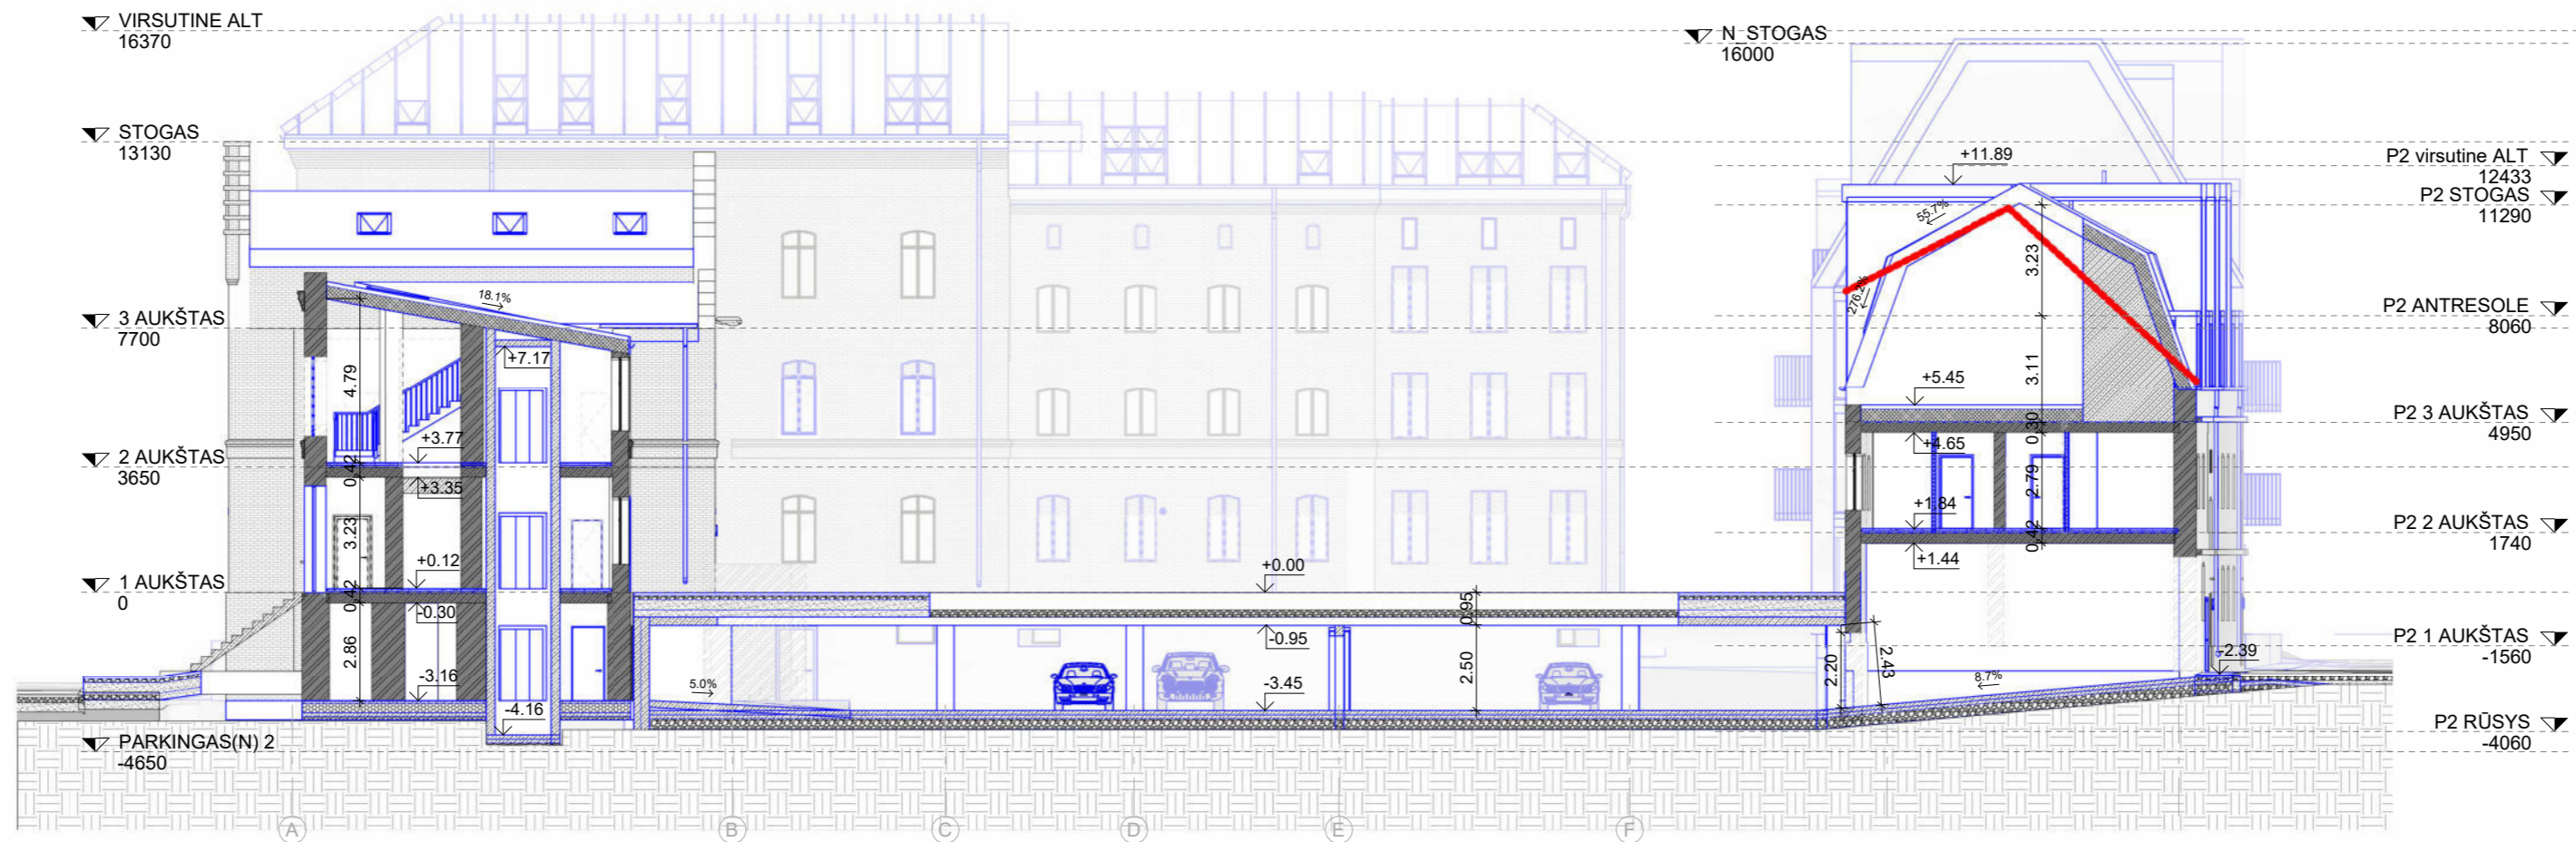 VIRSUTINE ALT
16370
N_STOGAS
16000
STOGAS
13130
+11.89
P2 virsutine ALT
12433
P2 STOGAS
11290
55.7%
3.23
276.2%
18.1%
3 AUKŠTAS
7700
P2 ANTRESOLE
8060
+7.17
4.79
3.11
+5.45
+3.77
0.30
P2 3 AUKŠTAS
4950
+4.65
2 AUKŠTAS
3650
0.42
+3.35
2.79
+1.84
3.23
P2 2 AUKŠTAS
1740
0.42
+1.44
+0.12
+0.00
1 AUKŠTAS
0
0.42
-0.30
0.95
-0.95
P2 1 AUKŠTAS
-1560
2.86
-2.39
2.50
2.20
2.43
-3.16
5.0%
-3.45
8.7%
-4.16
P2 RŪSYS
-4060
PARKINGAS(N) 2
-4650
A
B
C
D
E
F